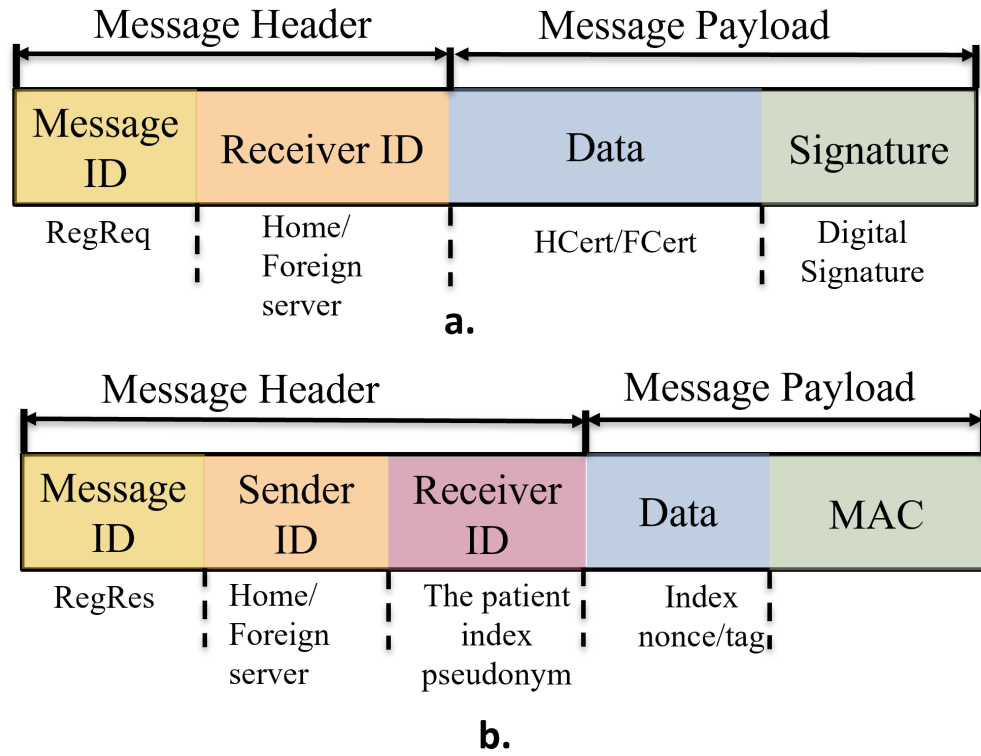 Message Header Message Payload
Message ID Receiver ID Data Signature
RegReq Home/ Foreign server HCert/FCert Digital Signature
a.
Message Header Message Payload
Message ID Sender ID Receiver ID Data MAC
RegRes Home/ Foreign server The patient index pseudonym Index nonce/tag
b.